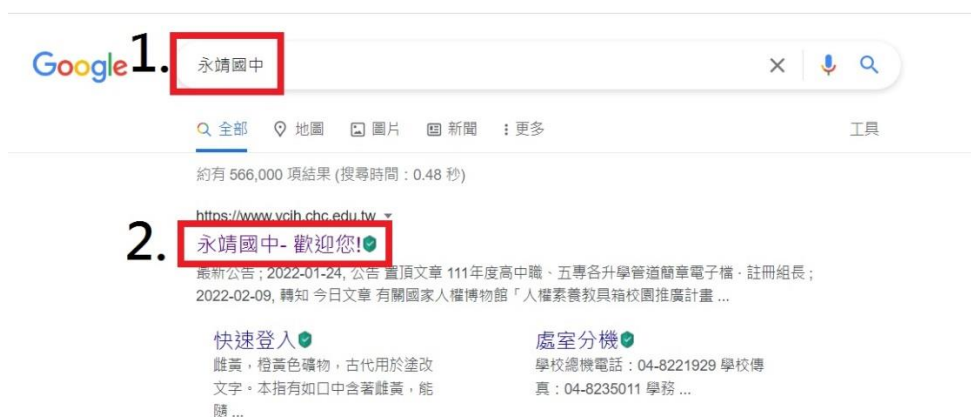 Google 1. 永靖國中
全部 地圖 圖片 新聞 更多 工具
約有 566,000 項結果 (搜尋時間：0.48 秒)
https://www.ycjh.chc.edu.tw
2. 永靖國中- 歡迎您!
最新公告 ; 2022-01-24, 公告 置頂文章 111年度高中職、五專各升學管道簡章電子檔 · 註冊組長 ;
2022-02-09, 轉知 今日文章 有關國家人權博物館「人權素養教具箱校園推廣計畫 ...
快速登入
雌黃，橙黃色礦物，古代用於塗改
文字。本指有如口中含著雌黃，能
隨 ...
處室分機
學校總機電話：04-8221929 學校傳
真：04-8235011 學務 ...